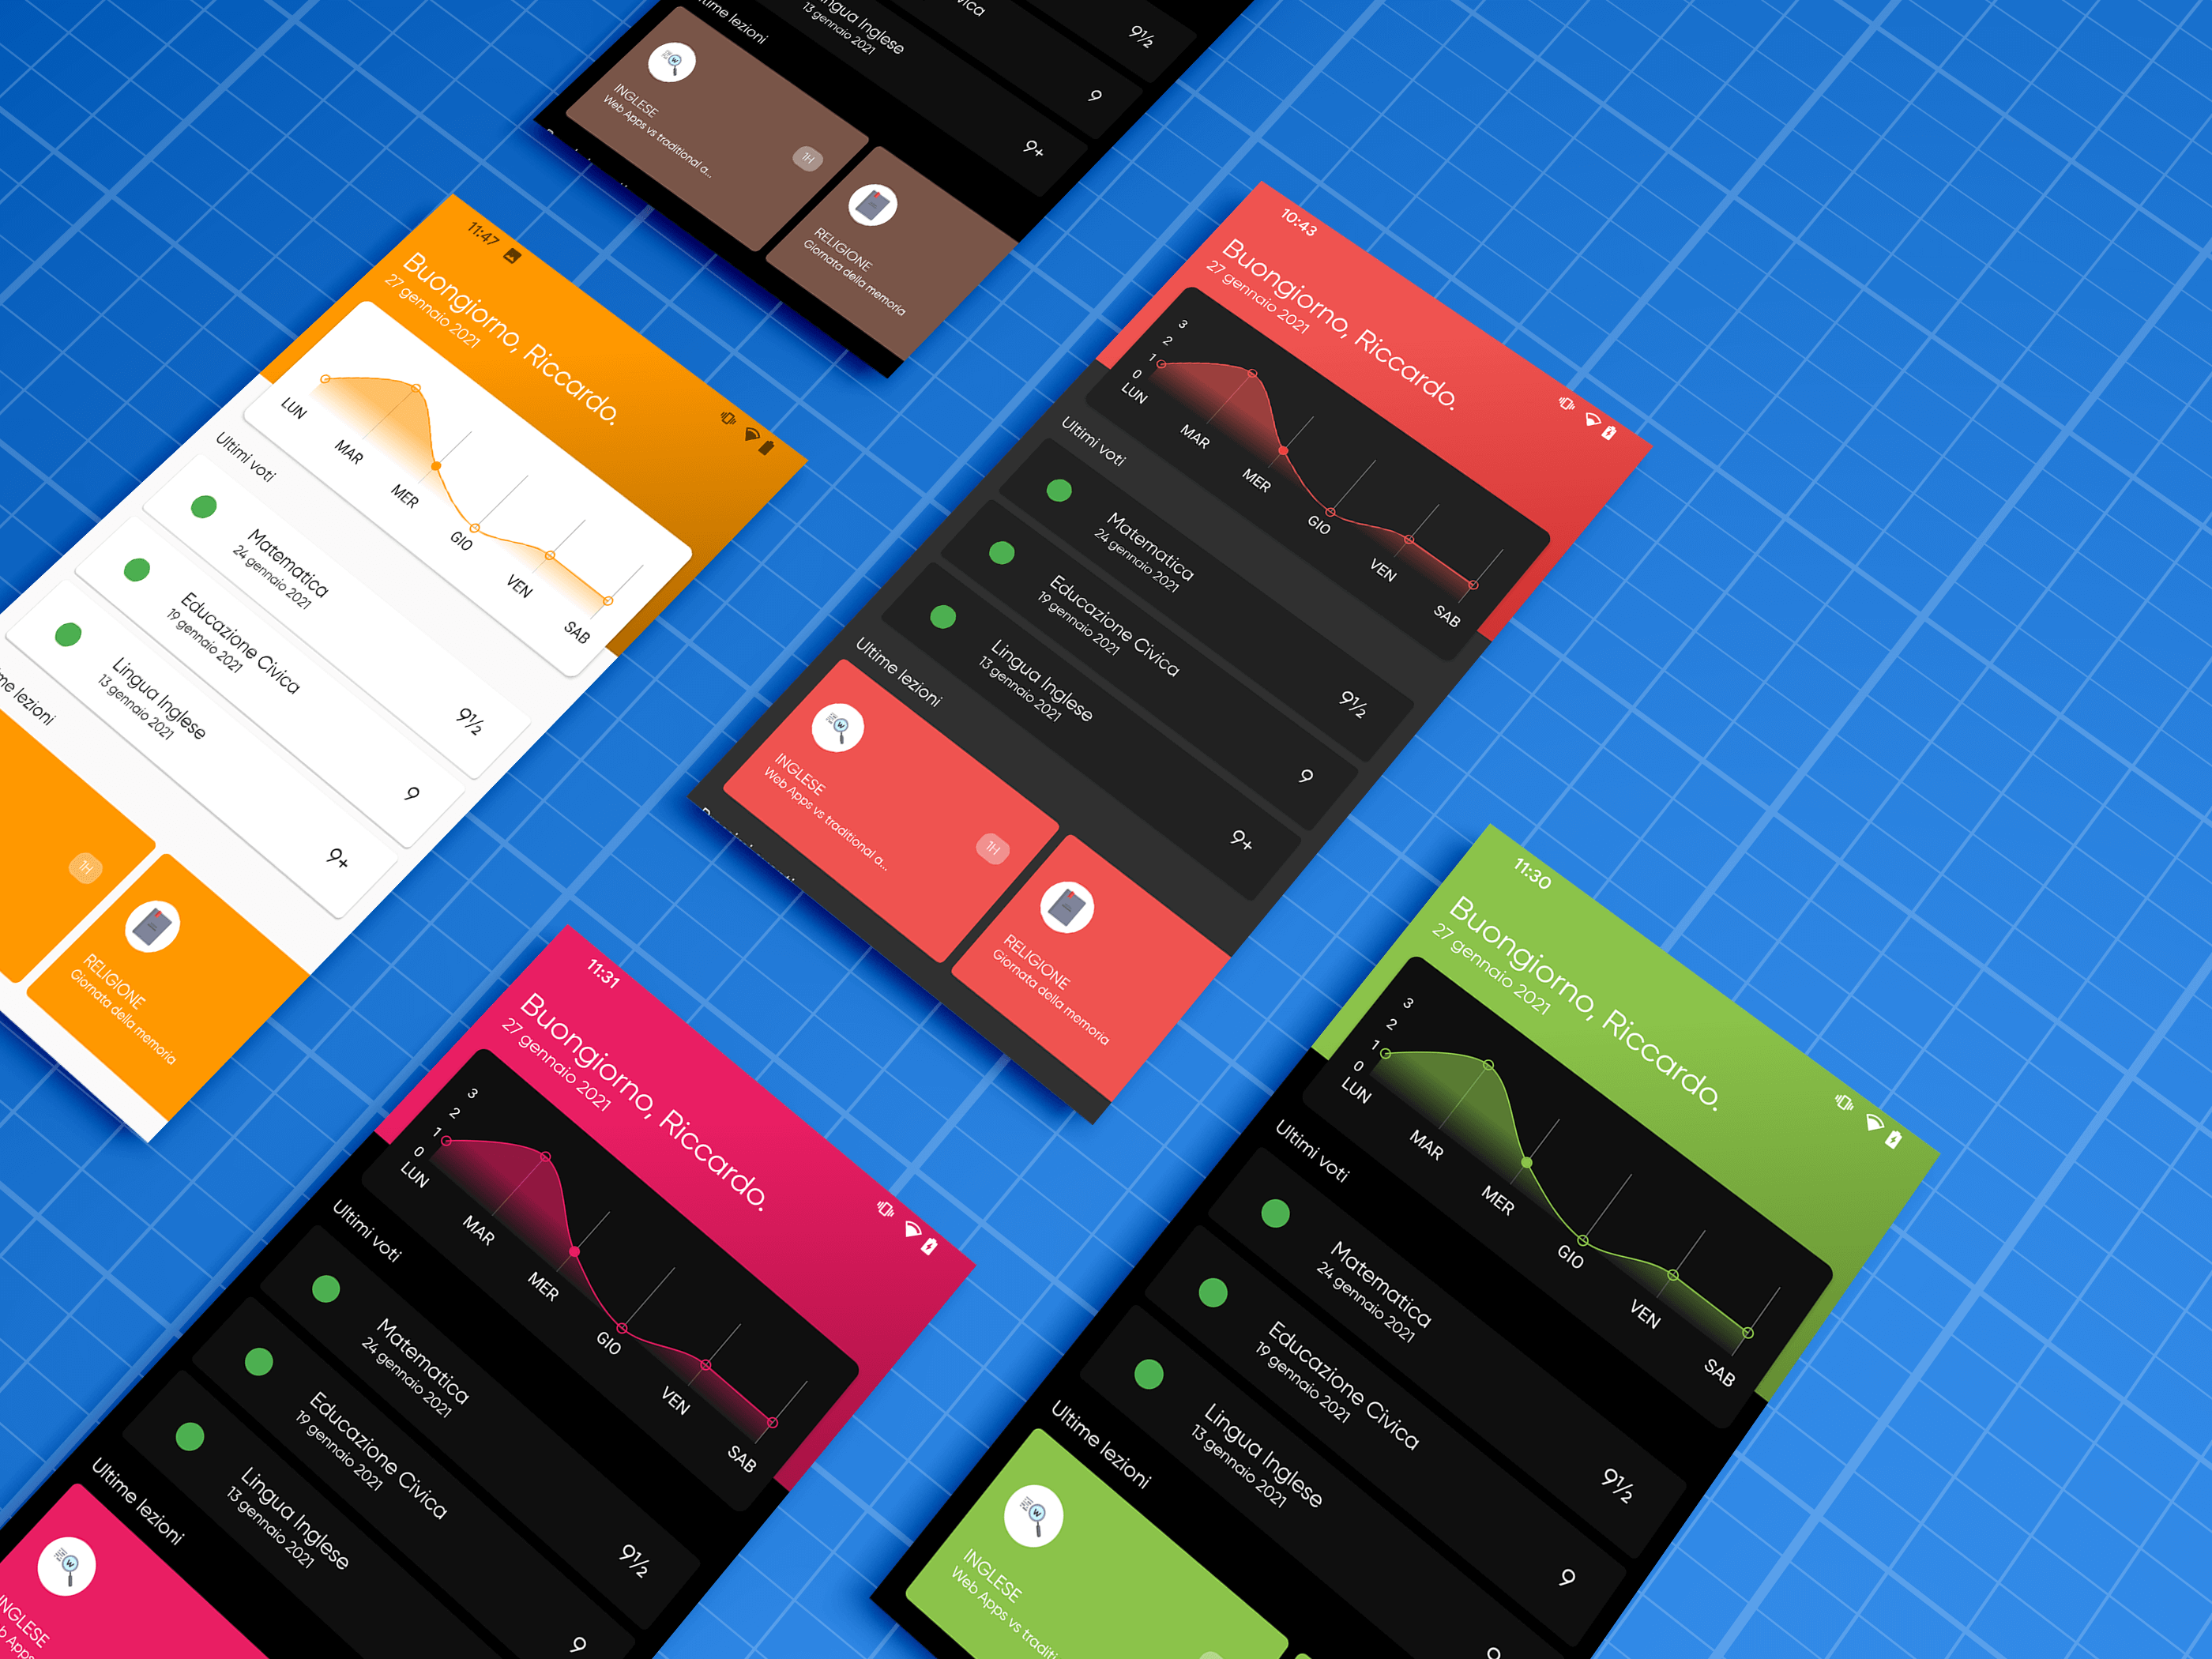 Ultime lezioni
Lingua Inglese
13 gennaio 2021
9½
9
9+
INGLESE
Web Apps vs traditional a...
1H
RELIGIONE
Giornata della memoria
11:47
Buongiorno, Riccardo.
27 gennaio 2021
LUN
MAR
MER
GIO
VEN
SAB
Ultimi voti
Matematica
24 gennaio 2021
9½
Educazione Civica
19 gennaio 2021
9
Lingua Inglese
13 gennaio 2021
9+
me lezioni
1H
RELIGIONE
Giornata della memoria
10:43
Buongiorno, Riccardo.
27 gennaio 2021
3
2
1
0
LUN
MAR
MER
GIO
VEN
SAB
Ultimi voti
Matematica
24 gennaio 2021
9½
Educazione Civica
19 gennaio 2021
9
Lingua Inglese
13 gennaio 2021
9+
Ultime lezioni
INGLESE
Web Apps vs traditional a...
1H
RELIGIONE
Giornata della memoria
11:31
Buongiorno, Riccardo.
27 gennaio 2021
3
2
1
0
LUN
MAR
MER
GIO
VEN
SAB
Ultimi voti
Matematica
24 gennaio 2021
9½
Educazione Civica
19 gennaio 2021
9
Lingua Inglese
13 gennaio 2021
Ultime lezioni
INGLESE
Apps
11:30
Buongiorno, Riccardo.
27 gennaio 2021
3
2
1
0
LUN
MAR
MER
GIO
VEN
SAB
Ultimi voti
Matematica
24 gennaio 2021
9½
Educazione Civica
19 gennaio 2021
9
Lingua Inglese
13 gennaio 2021
Ultime lezioni
INGLESE
Web Apps vs traditi